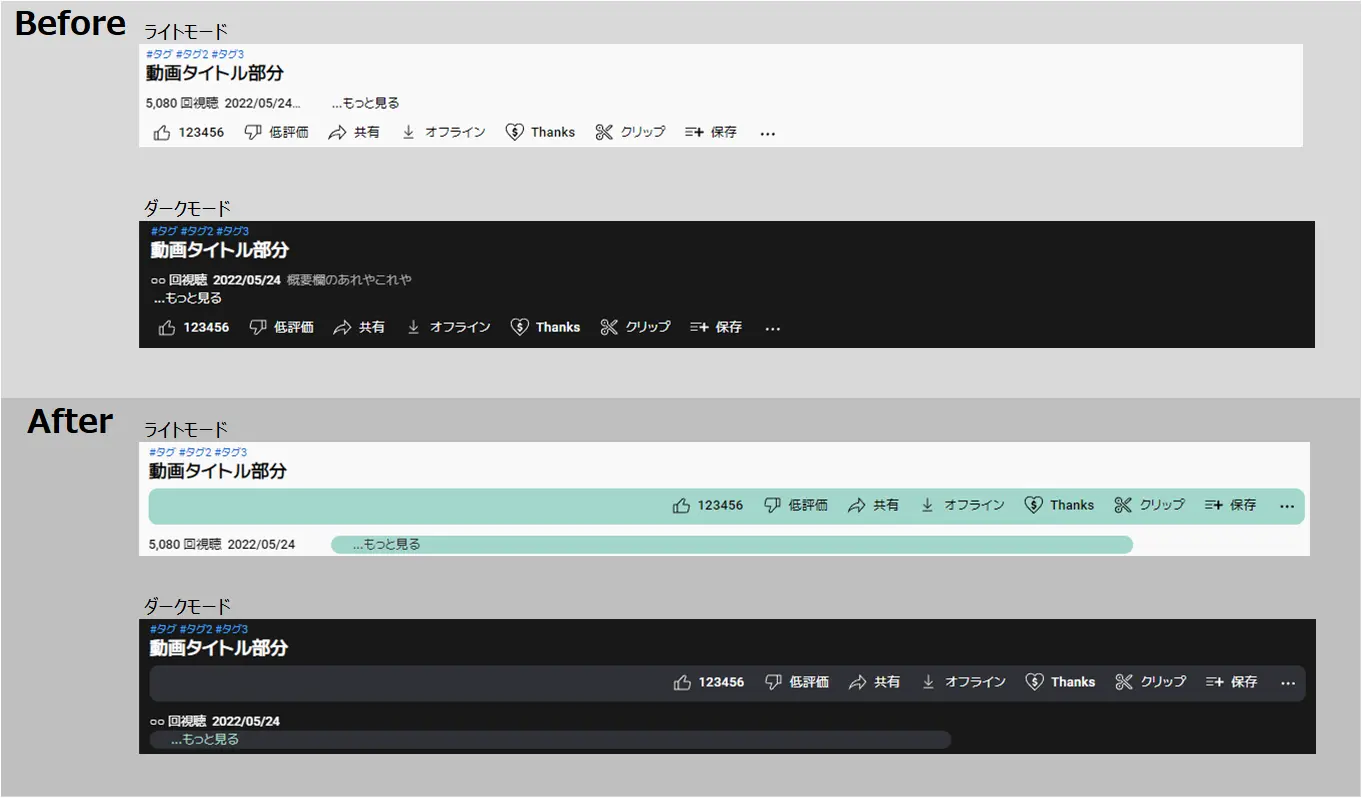 Before
ライトモード
#タグ #タグ2 #タグ3
動画タイトル部分
5,080 回視聴 2022/05/24... ...もっと見る
123456 低評価 共有 オフライン Thanks クリップ 保存 ...
ダークモード
#タグ #タグ2 #タグ3
動画タイトル部分
○○ 回視聴 2022/05/24 概要欄のあれやこれや
...もっと見る
123456 低評価 共有 オフライン Thanks クリップ 保存 ...
After
ライトモード
#タグ #タグ2 #タグ3
動画タイトル部分
123456 低評価 共有 オフライン Thanks クリップ 保存 ...
5,080 回視聴 2022/05/24 ...もっと見る
ダークモード
#タグ #タグ2 #タグ3
動画タイトル部分
123456 低評価 共有 オフライン Thanks クリップ 保存 ...
○○ 回視聴 2022/05/24
...もっと見る